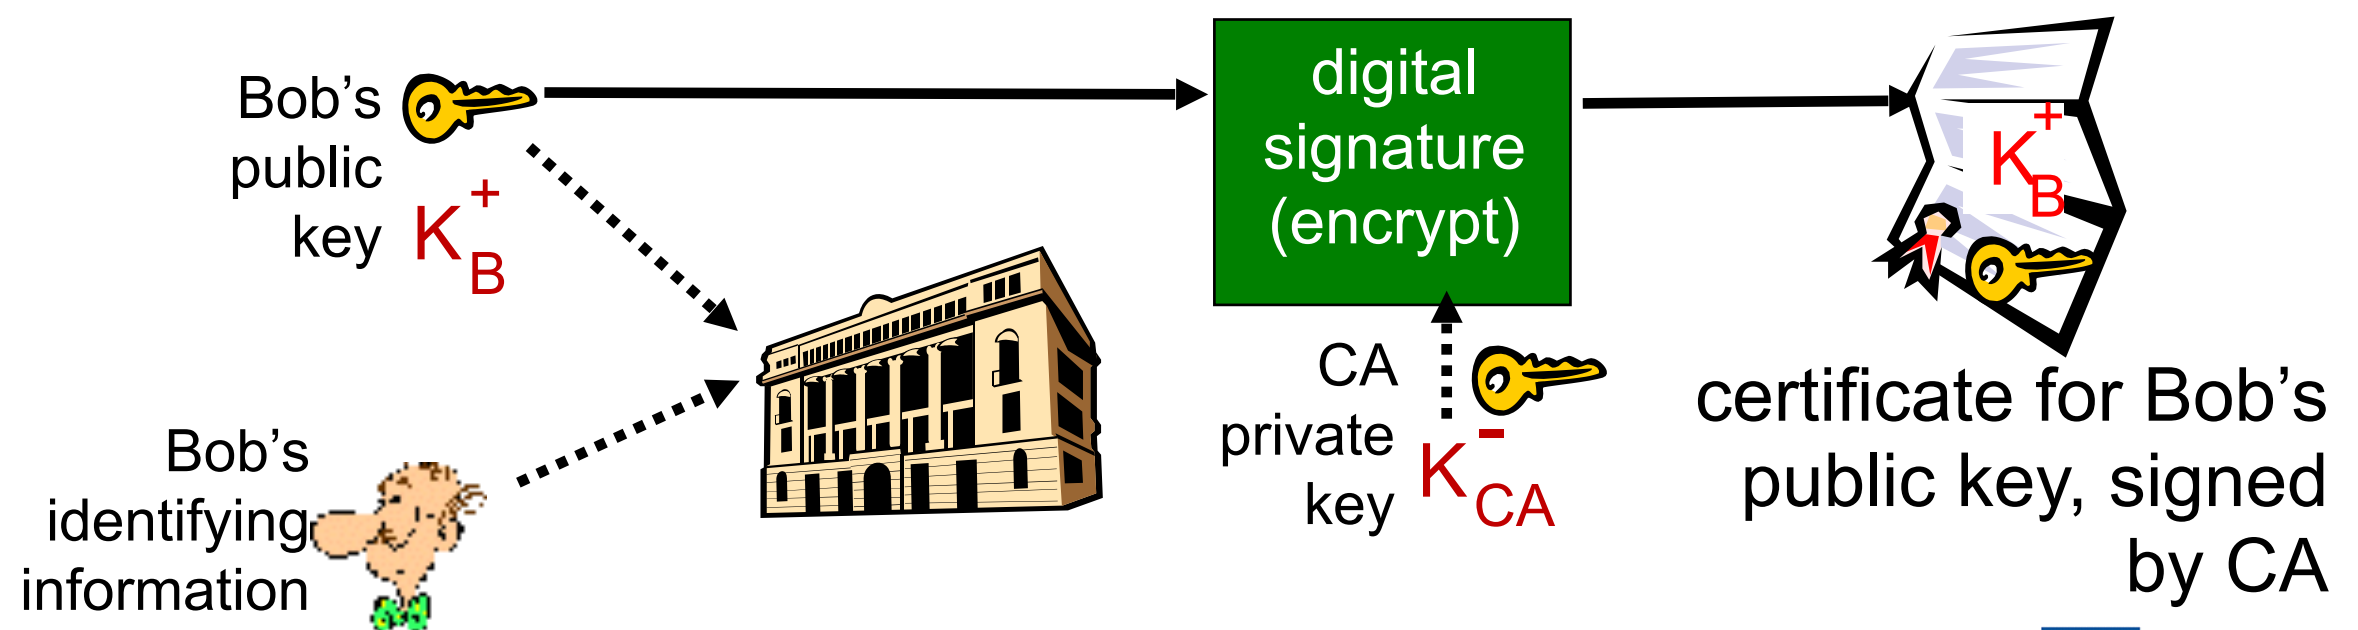 Bob's
public
key
K+B
Bob's
identifying
information
digital
signature
(encrypt)
CA
private
key
K-CA
K+B
certificate for Bob's
public key, signed
by CA